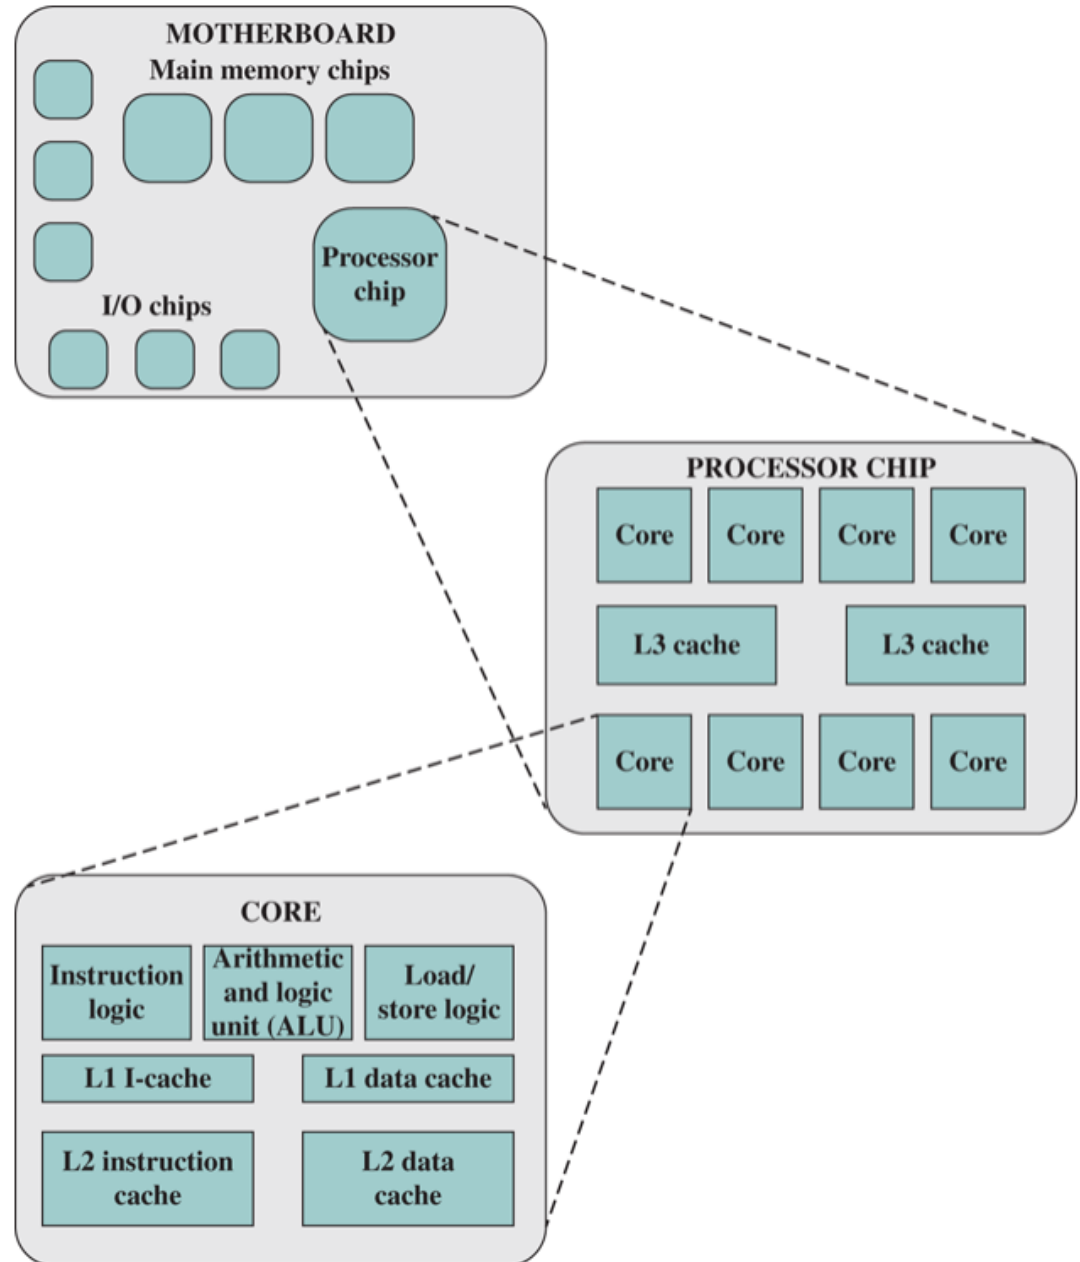 MOTHERBOARD
Main memory chips
Processor
chip
I/O chips
PROCESSOR CHIP
Core
Core
Core
Core
L3 cache
L3 cache
Core
Core
Core
Core
CORE
Instruction
logic
Arithmetic
and logic
unit (ALU)
Load/
store logic
L1 I-cache
L1 data cache
L2 instruction
cache
L2 data
cache